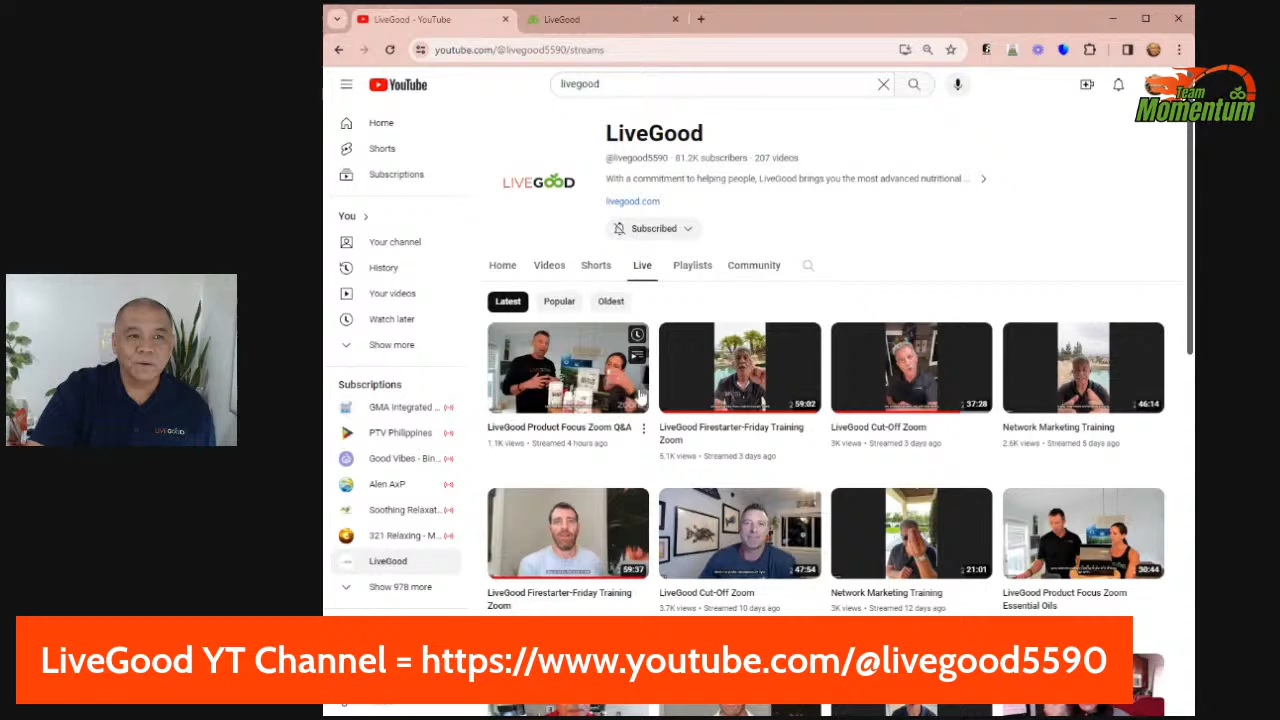 LiveGood - YouTube
LiveGood
youtube.com/@livegood5590/streams
YouTube
livegood
Team
Momentum
Home
Shorts
Subscriptions
You
Your channel
History
Your videos
Watch later
Show more
Subscriptions
GMA Integrated ...
PTV Philippines
Good Vibes - Bin...
Alen AxP
Soothing Relaxat...
321 Relaxing - M...
LiveGood
Show 978 more
LIVEGOOD
LiveGood
@livegood5590 · 81.2K subscribers · 207 videos
With a commitment to helping people, LiveGood brings you the most advanced nutritional ...
livegood.com
Subscribed
Home Videos Shorts Live Playlists Community
Latest Popular Oldest
LiveGood Product Focus Zoom Q&A
1.1K views · Streamed 4 hours ago
59:02
LiveGood Firestarter-Friday Training
Zoom
5.1K views · Streamed 3 days ago
37:28
LiveGood Cut-Off Zoom
3K views · Streamed 3 days ago
46:14
Network Marketing Training
2.6K views · Streamed 5 days ago
59:37
LiveGood Firestarter-Friday Training
Zoom
47:54
LiveGood Cut-Off Zoom
3.7K views · Streamed 10 days ago
21:01
Network Marketing Training
3K views · Streamed 12 days ago
30:44
LiveGood Product Focus Zoom
Essential Oils
LIVEGOOD
LiveGood YT Channel = https://www.youtube.com/@livegood5590